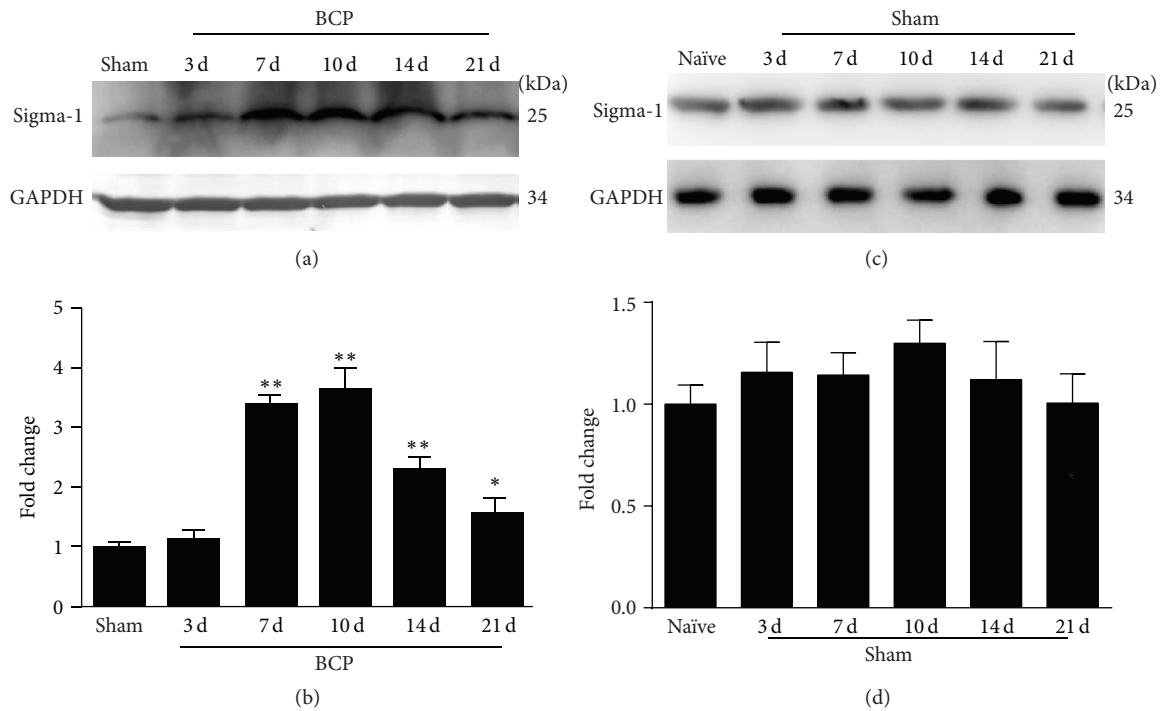 BCP
Sham 3 d 7 d 10 d 14 d 21 d
(kDa)
Sigma-1 25
GAPDH 34
(a)
Sham
Naïve 3 d 7 d 10 d 14 d 21 d
(kDa)
Sigma-1 25
GAPDH 34
(c)
5
4
3
2
1
0
Fold change
**
**
**
*
Sham 3 d 7 d 10 d 14 d 21 d
BCP
(b)
1.5
1.0
0.5
0.0
Fold change
*
Naïve 3 d 7 d 10 d 14 d 21 d
Sham
(d)